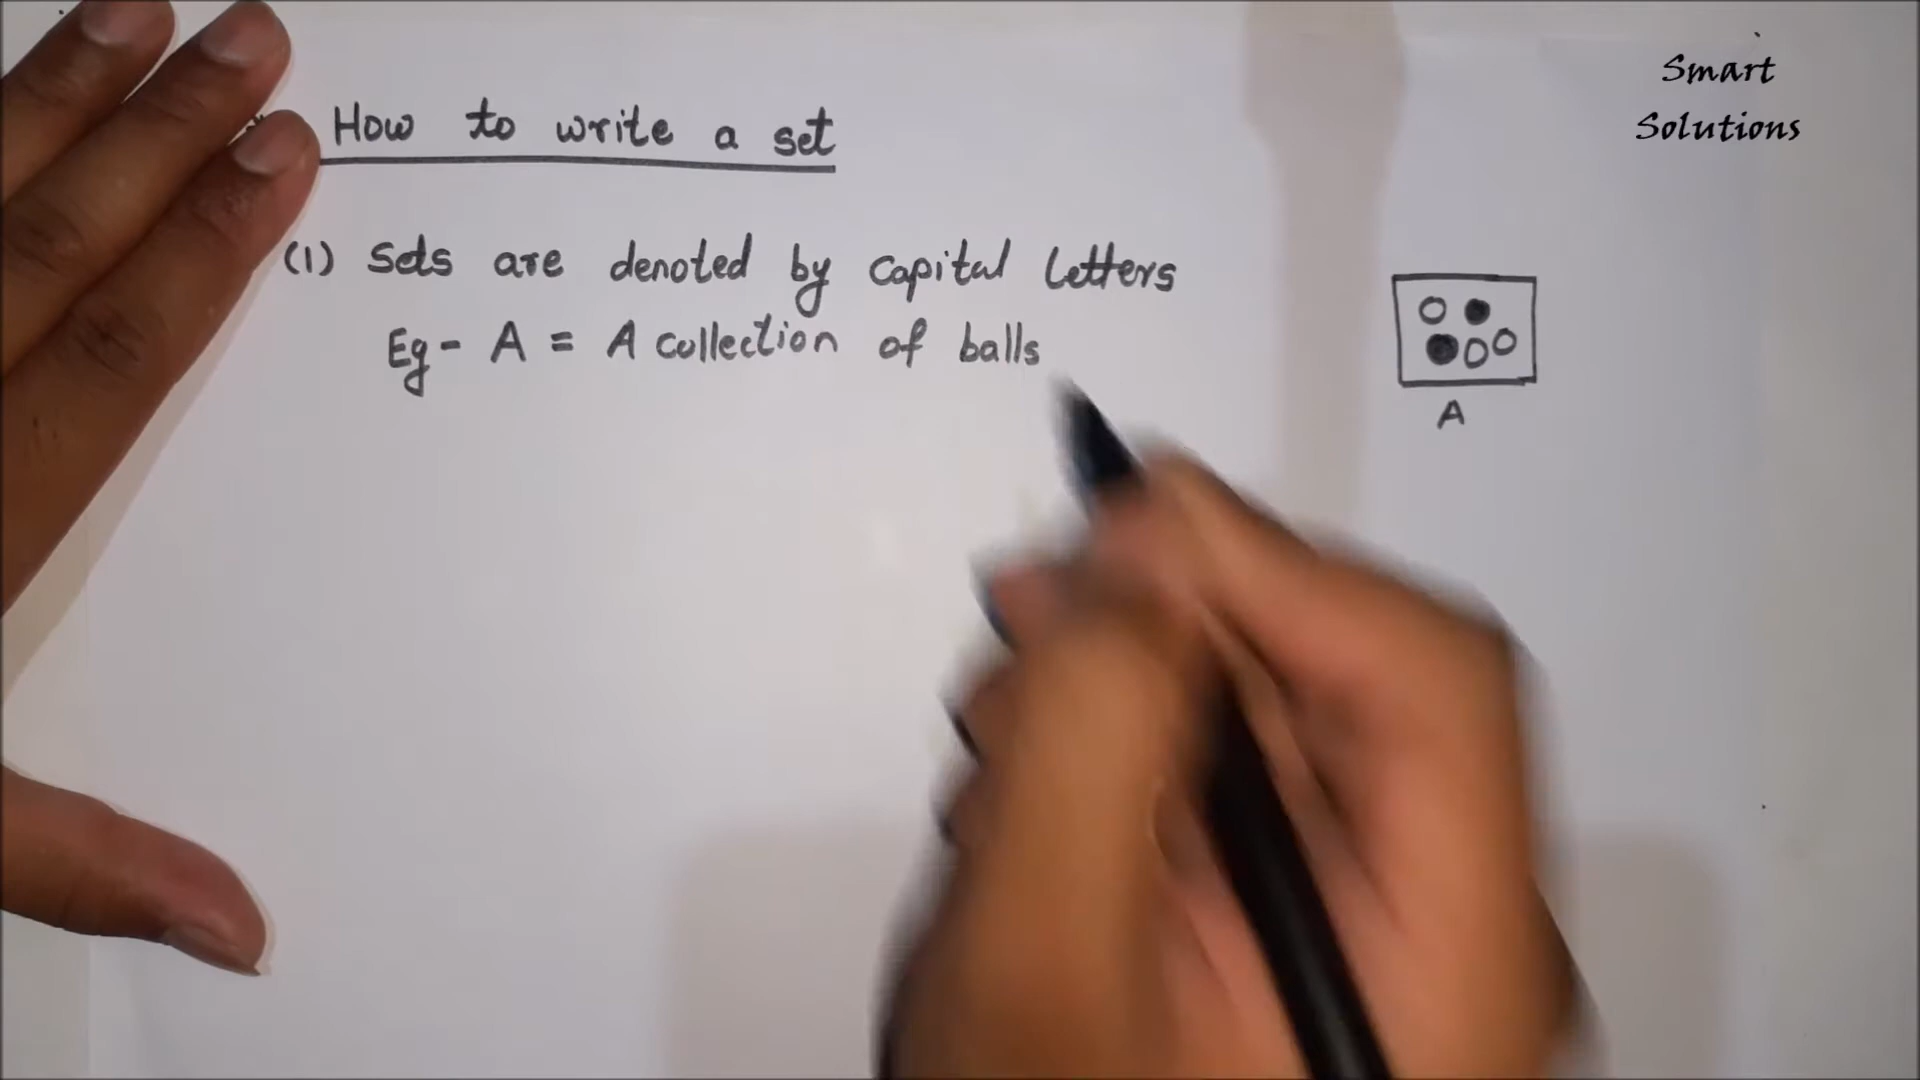 How to write a set
(1) Sets are denoted by capital letters
Eg - A = A collection of balls
A
Smart
Solutions